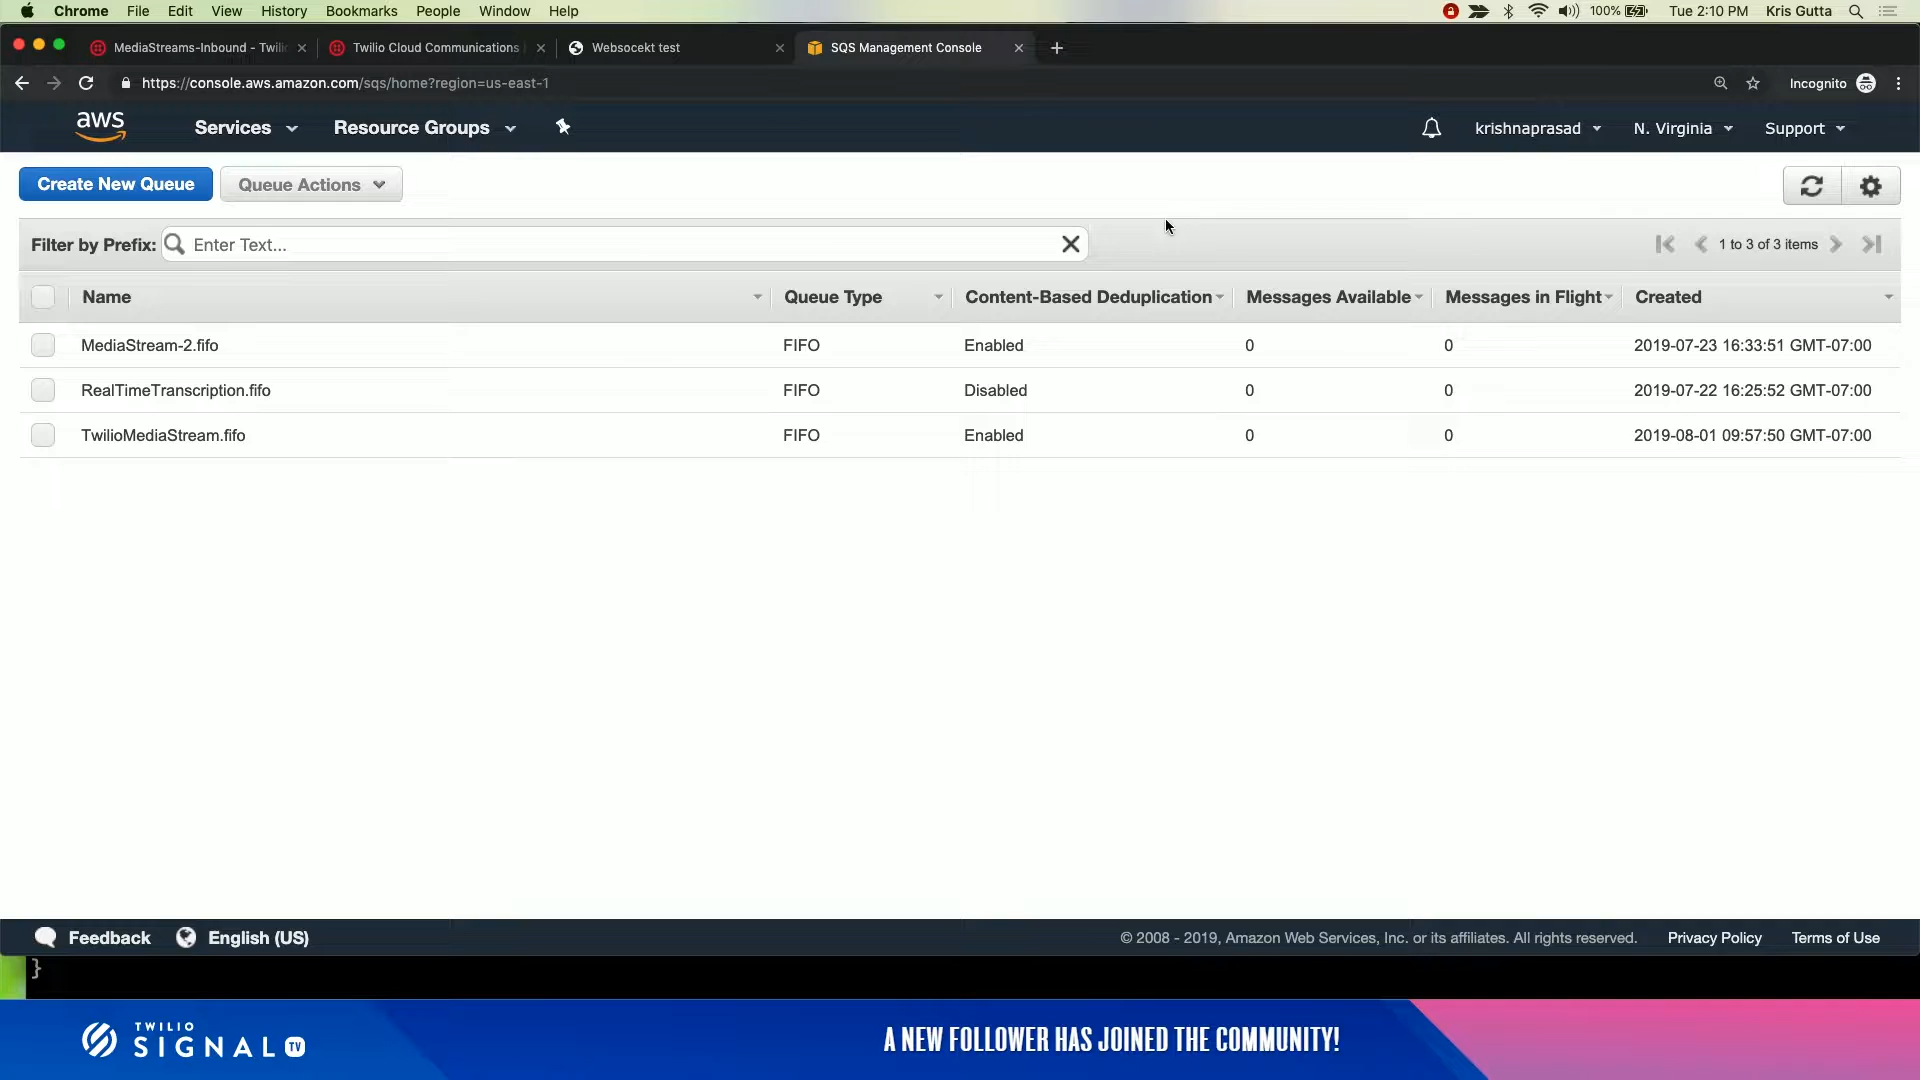 Chrome File Edit View History Bookmarks People Window Help 100% Tue 2:10 PM Kris Gutta
MediaStreams-Inbound - Twili Twilio Cloud Communications Websocekt test SQS Management Console
https://console.aws.amazon.com/sqs/home?region=us-east-1 Incognito
aws Services Resource Groups krishnaprasad N. Virginia Support
Create New Queue Queue Actions
Filter by Prefix: Enter Text... 1 to 3 of 3 items
Name Queue Type Content-Based Deduplication Messages Available Messages in Flight Created
MediaStream-2.fifo FIFO Enabled 0 0 2019-07-23 16:33:51 GMT-07:00
RealTimeTranscription.fifo FIFO Disabled 0 0 2019-07-22 16:25:52 GMT-07:00
TwilioMediaStream.fifo FIFO Enabled 0 0 2019-08-01 09:57:50 GMT-07:00
Feedback English (US) © 2008 - 2019, Amazon Web Services, Inc. or its affiliates. All rights reserved. Privacy Policy Terms of Use
}
TWILIO
SIGNAL TV
A NEW FOLLOWER HAS JOINED THE COMMUNITY!